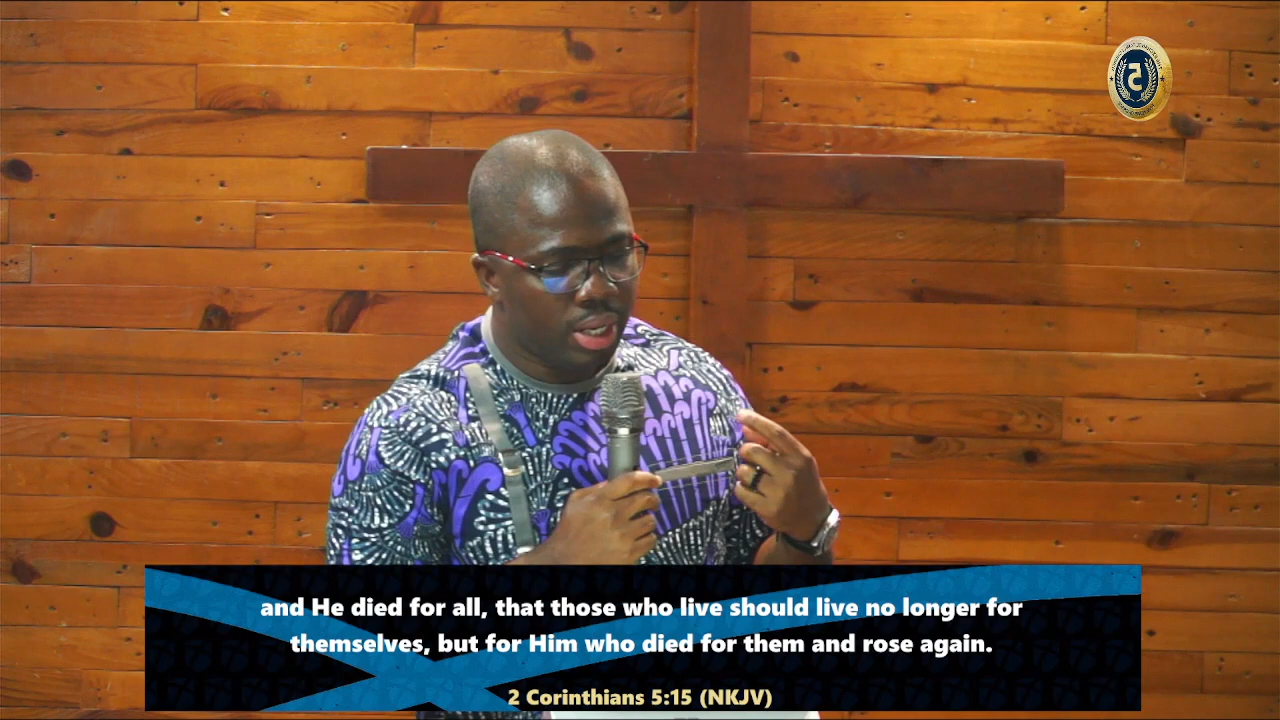 and He died for all, that those who live should live no longer for
themselves, but for Him who died for them and rose again.
2 Corinthians 5:15 (NKJV)